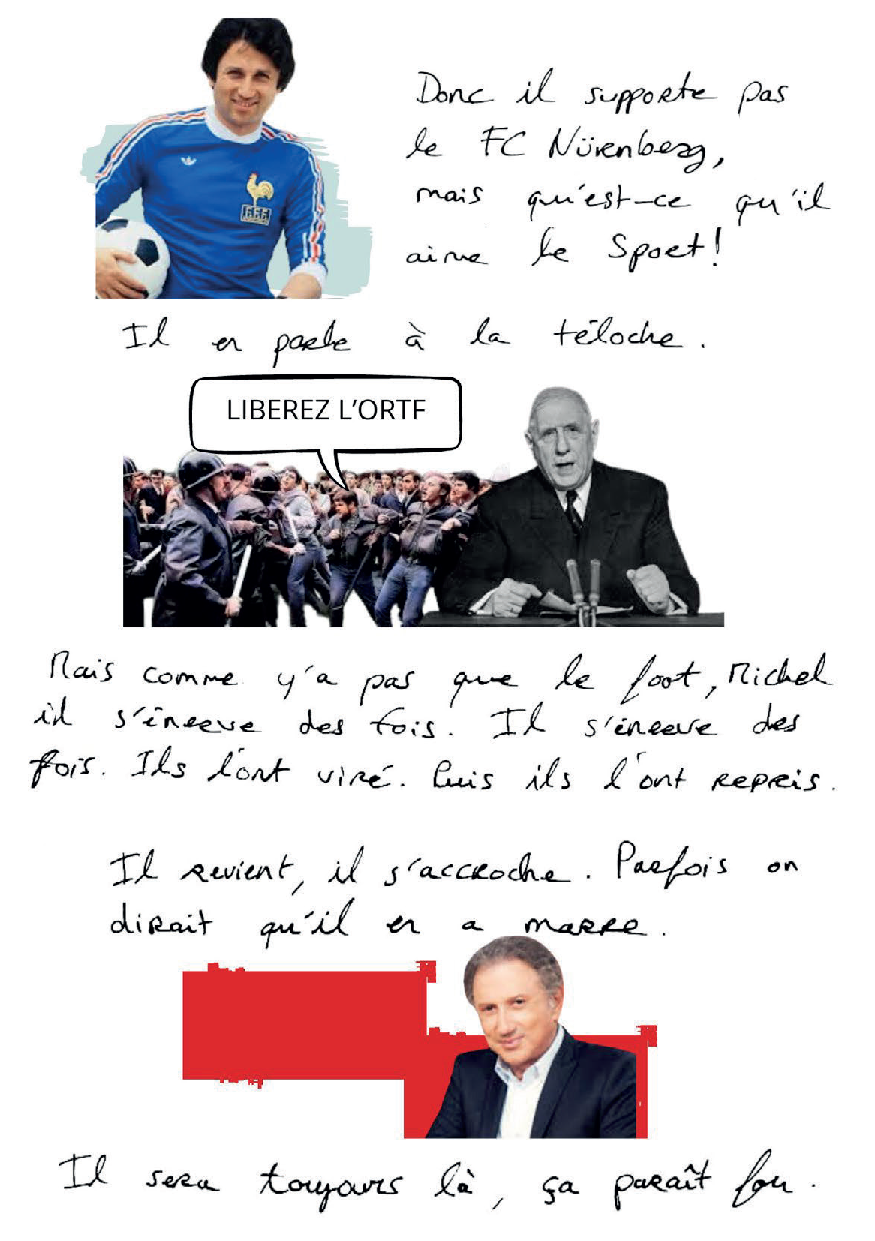 Donc il supporte pas
le FC Nürenberg,
mais qu'est-ce qu'il
aime le Sport!
Il en parle à la téloche.
LIBEREZ L'ORTF
Mais comme y'a pas que le foot, Michel
il s'énerve des fois. Il s'énerve des
fois. Ils l'ont viré. Puis ils l'ont repris.
Il revient, il s'accroche. Parfois on
dirait qu'il en a marre.
Il sera toujours là, ça paraît fou.